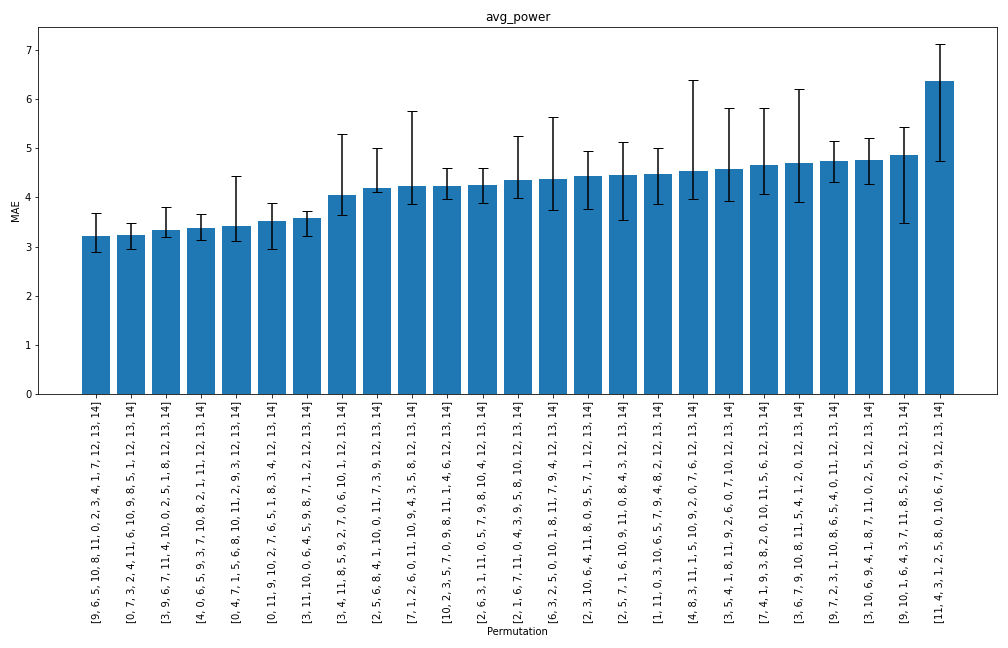 avg_power
MAE
7
6
5
4
3
2
1
0
[9, 6, 5, 10, 8, 11, 0, 2, 3, 4, 1, 7, 12, 13, 14]
[0, 7, 3, 2, 4, 11, 6, 10, 9, 8, 5, 1, 12, 13, 14]
[3, 9, 6, 7, 11, 4, 10, 0, 2, 5, 1, 8, 12, 13, 14]
[4, 0, 6, 5, 9, 3, 7, 10, 8, 2, 1, 11, 12, 13, 14]
[0, 4, 7, 1, 5, 6, 8, 10, 11, 2, 9, 3, 12, 13, 14]
[0, 11, 9, 10, 2, 7, 6, 5, 1, 8, 3, 4, 12, 13, 14]
[3, 11, 10, 0, 6, 4, 5, 9, 8, 7, 1, 2, 12, 13, 14]
[3, 4, 11, 8, 5, 9, 2, 7, 0, 6, 10, 1, 12, 13, 14]
[2, 5, 6, 8, 4, 1, 10, 0, 11, 7, 3, 9, 12, 13, 14]
[7, 1, 2, 6, 0, 11, 10, 9, 4, 3, 5, 8, 12, 13, 14]
[10, 2, 3, 5, 7, 0, 9, 8, 11, 1, 4, 6, 12, 13, 14]
[2, 6, 3, 1, 11, 0, 5, 7, 9, 8, 10, 4, 12, 13, 14]
[2, 1, 6, 7, 11, 0, 4, 3, 9, 5, 8, 10, 12, 13, 14]
[6, 3, 2, 5, 0, 10, 1, 8, 11, 7, 9, 4, 12, 13, 14]
[2, 3, 10, 6, 4, 11, 8, 0, 9, 5, 7, 1, 12, 13, 14]
[2, 5, 7, 1, 6, 10, 9, 11, 0, 8, 4, 3, 12, 13, 14]
[1, 11, 0, 3, 10, 6, 5, 7, 9, 4, 8, 2, 12, 13, 14]
[4, 8, 3, 11, 1, 5, 10, 9, 2, 0, 7, 6, 12, 13, 14]
[3, 5, 4, 1, 8, 11, 9, 2, 6, 0, 7, 10, 12, 13, 14]
[7, 4, 1, 9, 3, 8, 2, 0, 10, 11, 5, 6, 12, 13, 14]
[3, 6, 7, 9, 10, 8, 11, 5, 4, 1, 2, 0, 12, 13, 14]
[9, 7, 2, 3, 1, 10, 8, 6, 5, 4, 0, 11, 12, 13, 14]
[3, 10, 6, 9, 4, 1, 8, 7, 11, 0, 2, 5, 12, 13, 14]
[9, 10, 1, 6, 4, 3, 7, 11, 8, 5, 2, 0, 12, 13, 14]
[11, 4, 3, 1, 2, 5, 8, 0, 10, 6, 7, 9, 12, 13, 14]
Permutation